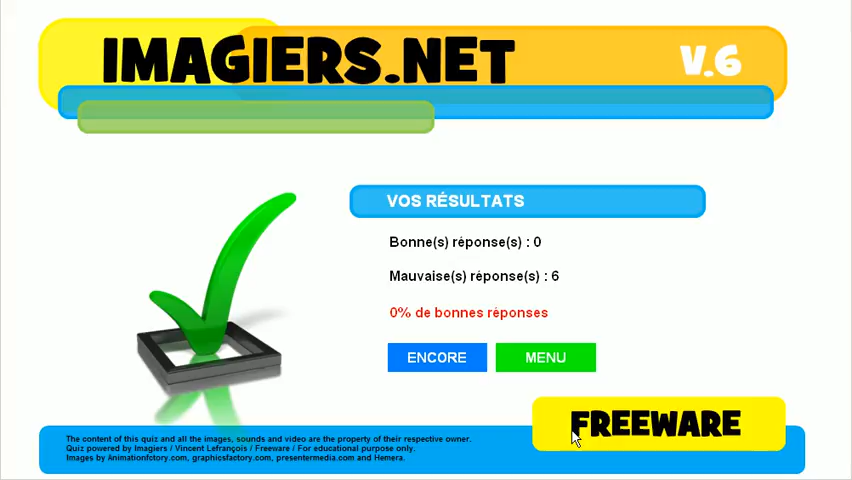 IMAGIERS.NET
V.6
VOS RÉSULTATS
Bonne(s) réponse(s) : 0
Mauvaise(s) réponse(s) : 6
0% de bonnes réponses
ENCORE
MENU
FREEWARE
The content of this quiz and all the images, sounds and video are the property of their respective owner.
Quiz powered by Imagiers / Vincent Lefrançois / Freeware / For educational purpose only.
Images by Animationfctory.com, graphicsfactory.com, presentermedia.com and Hemera.